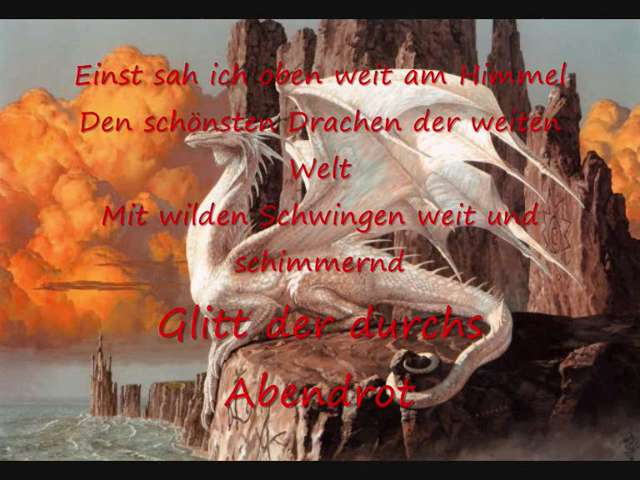 Einst sah ich oben weit am Himmel
Den schönsten Drachen der weiten
Welt
Mit wilden Schwingen weit und
schimmernd
Glitt der durchs
Abendrot